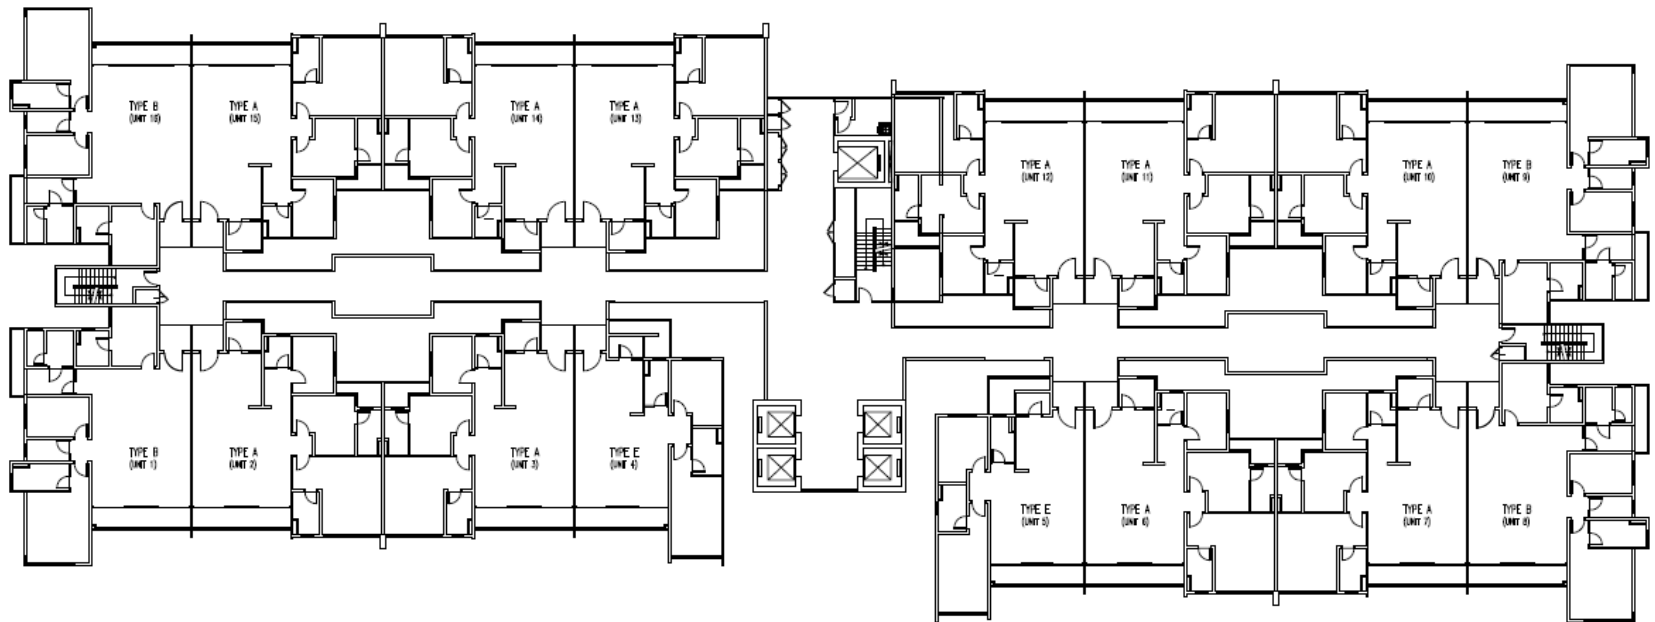 TYPE B
(UNIT 16)
TYPE A
(UNIT 15)
TYPE A
(UNIT 14)
TYPE A
(UNIT 13)
TYPE A
(UNIT 12)
TYPE A
(UNIT 11)
TYPE A
(UNIT 10)
TYPE B
(UNIT 9)
TYPE B
(UNIT 1)
TYPE A
(UNIT 2)
TYPE A
(UNIT 3)
TYPE E
(UNIT 4)
TYPE E
(UNIT 5)
TYPE A
(UNIT 6)
TYPE A
(UNIT 7)
TYPE B
(UNIT 8)